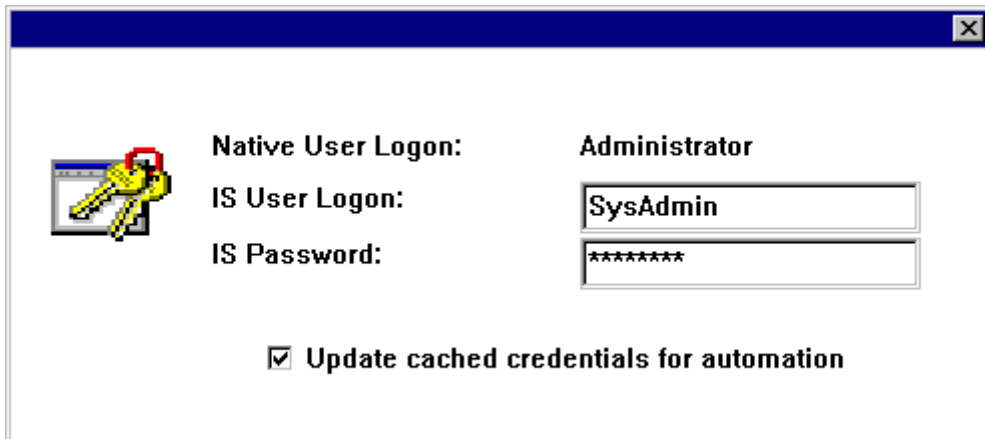 Native User Logon: Administrator
IS User Logon: SysAdmin
IS Password: ********
Update cached credentials for automation